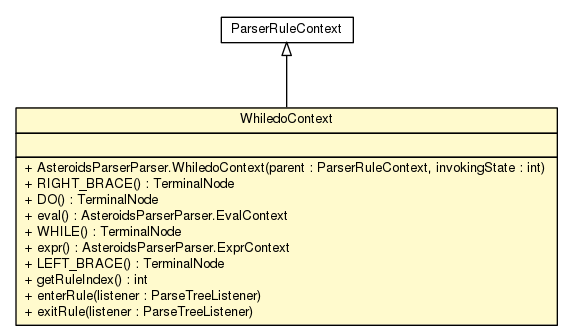 ParserRuleContext
WhiledoContext
+ AsteroidsParserParser.WhiledoContext(parent : ParserRuleContext, invokingState : int)
+ RIGHT_BRACE() : TerminalNode
+ DO() : TerminalNode
+ eval() : AsteroidsParserParser.EvalContext
+ WHILE() : TerminalNode
+ expr() : AsteroidsParserParser.ExprContext
+ LEFT_BRACE() : TerminalNode
+ getRuleIndex() : int
+ enterRule(listener : ParseTreeListener)
+ exitRule(listener : ParseTreeListener)